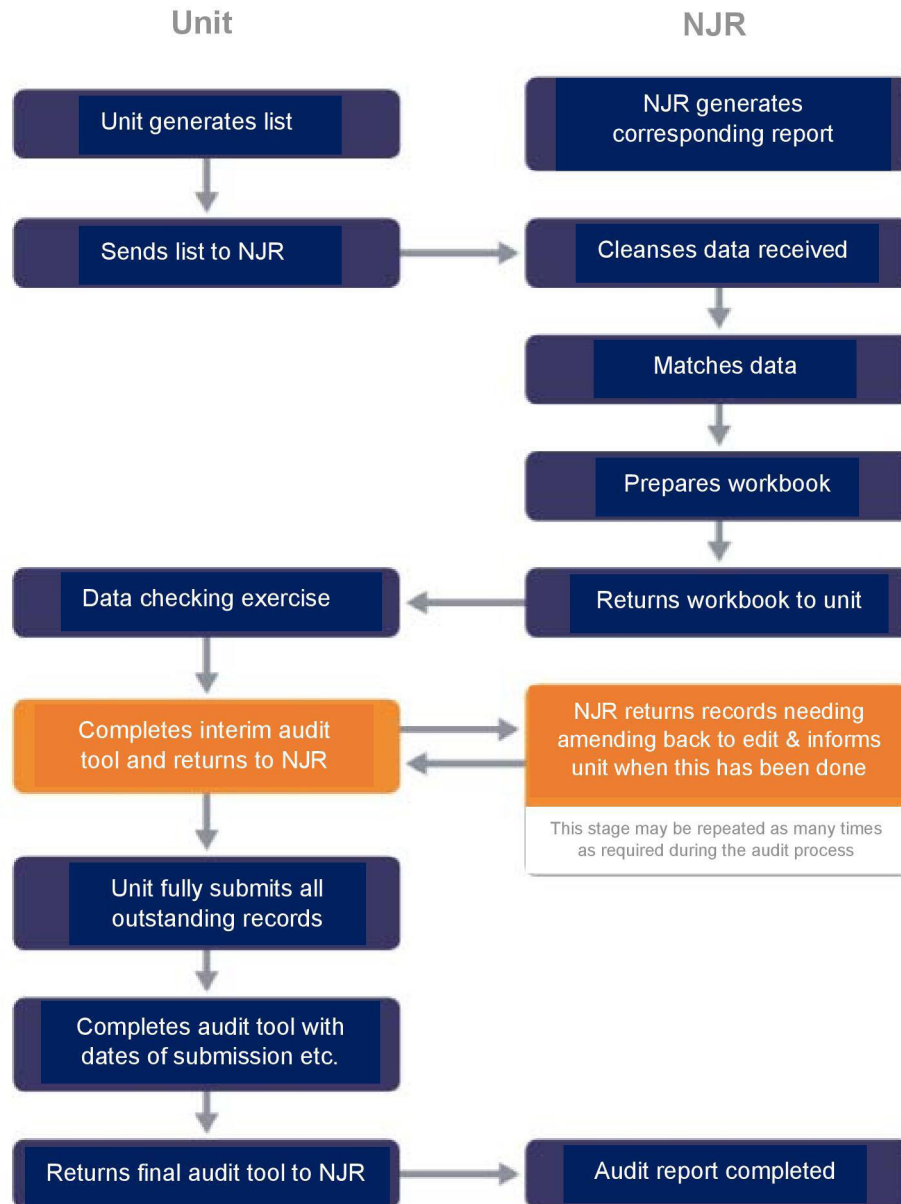 Unit
NJR
Unit generates list
NJR generates
corresponding report
Sends list to NJR
Cleanses data received
Matches data
Prepares workbook
Data checking exercise
Returns workbook to unit
Completes interim audit
tool and returns to NJR
NJR returns records needing
amending back to edit & informs
unit when this has been done
This stage may be repeated as many times
as required during the audit process
Unit fully submits all
outstanding records
Completes audit tool with
dates of submission etc.
Returns final audit tool to NJR
Audit report completed